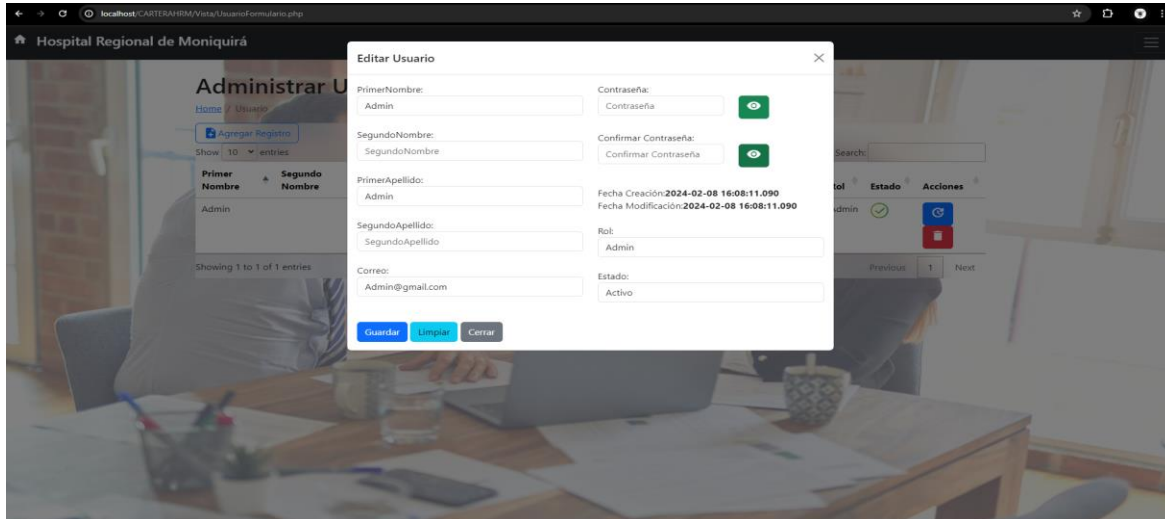 localhost/CARTERAHRM/Vista/UsuarioFormulario.php
Hospital Regional de Moniquirá
Administrar U
Home / Usuario
Agregar Registro
Show 10 entries
Search:
Primer Nombre
Segundo Nombre
Estado
Acciones
Admin
Showing 1 to 1 of 1 entries
Previous 1 Next
Editar Usuario
PrimerNombre:
Admin
SegundoNombre:
SegundoNombre
PrimerApellido:
Admin
SegundoApellido:
SegundoApellido
Correo:
Admin@gmail.com
Contraseña:
Contraseña
Confirmar Contraseña:
Confirmar Contraseña
Fecha Creación:2024-02-08 16:08:11.090
Fecha Modificación:2024-02-08 16:08:11.090
Rol:
Admin
Estado:
Activo
Guardar Limpiar Cerrar